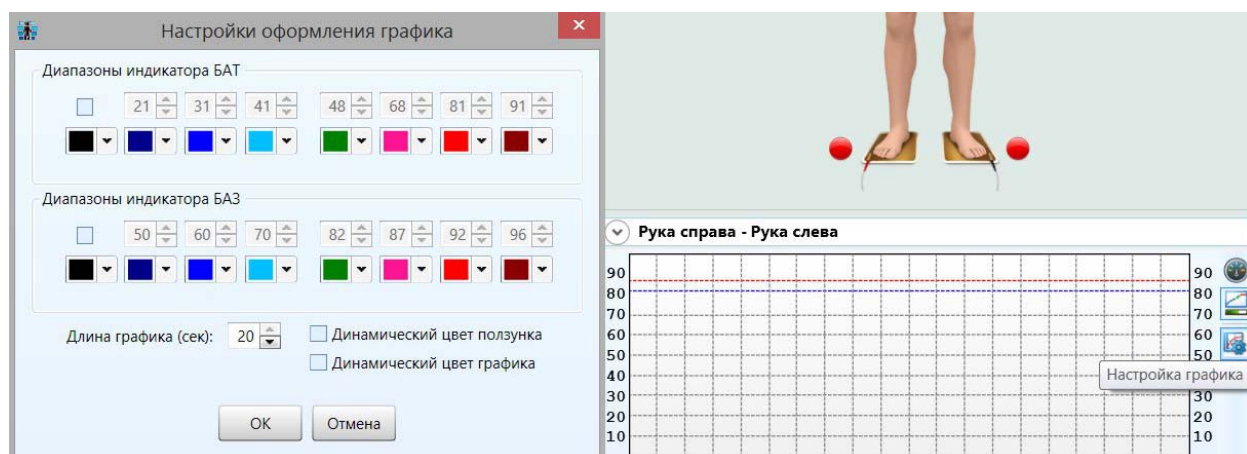 Настройки оформления графика
Диапазоны индикатора БАТ
21 31 41 48 68 81 91
Диапазоны индикатора БАЗ
50 60 70 82 87 92 96
Длина графика (сек): 20
Динамический цвет ползунка
Динамический цвет графика
ОК Отмена
Рука справа - Рука слева
90 90
80 80
70 70
60 60
50 50
40
Настройка графика
30 30
20 20
10 10